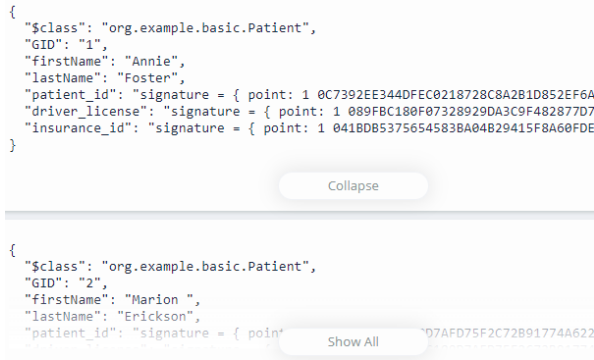 {
"$class": "org.example.basic.Patient",
"GID": "1",
"firstName": "Annie",
"lastName": "Foster",
"patient_id": "signature = { point: 1 0C7392EE344DFEC0218728C8A2B1D852EF6A
"driver_license": "signature = { point: 1 089FBC180F07328929DA3C9F482877D7
"insurance_id": "signature = { point: 1 041BDB5375654583BA04B29415F8A60FDE
}
Collapse
{
"$class": "org.example.basic.Patient",
"GID": "2",
"firstName": "Marion ",
"lastName": "Erickson",
"patient_id": "signature = { point D7AFD75F2C72B91774A622
Show All